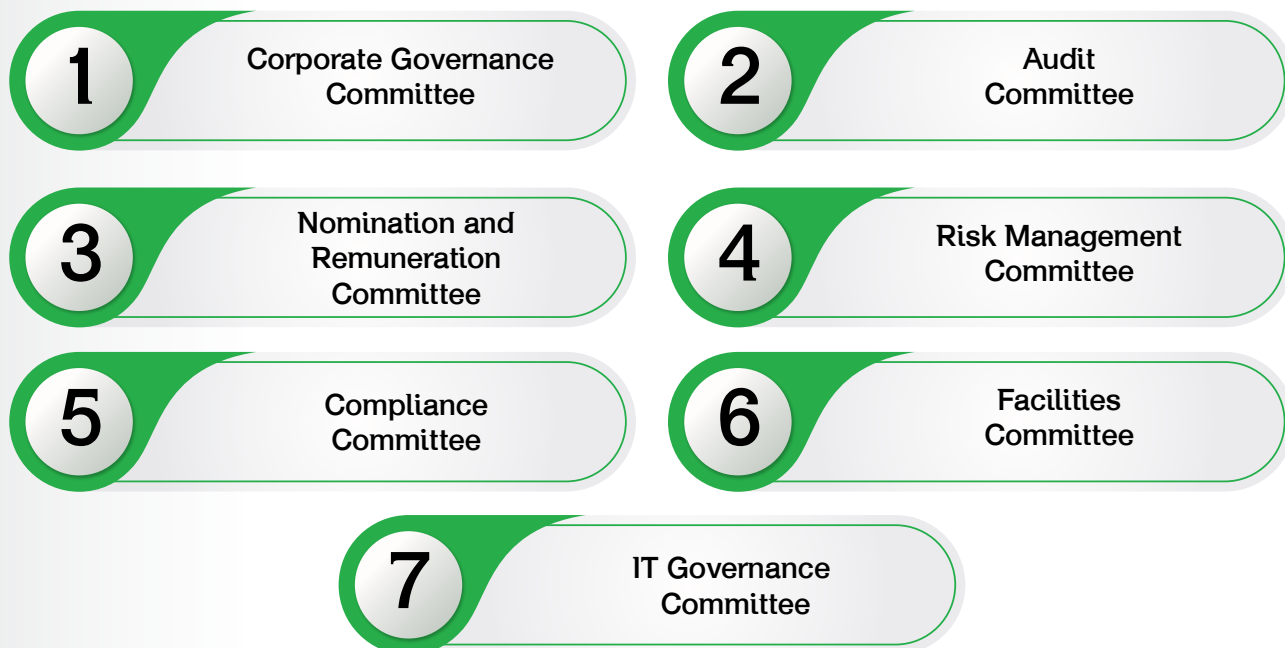 1
Corporate Governance
Committee
2
Audit
Committee
3
Nomination and
Remuneration
Committee
4
Risk Management
Committee
5
Compliance
Committee
6
Facilities
Committee
7
IT Governance
Committee